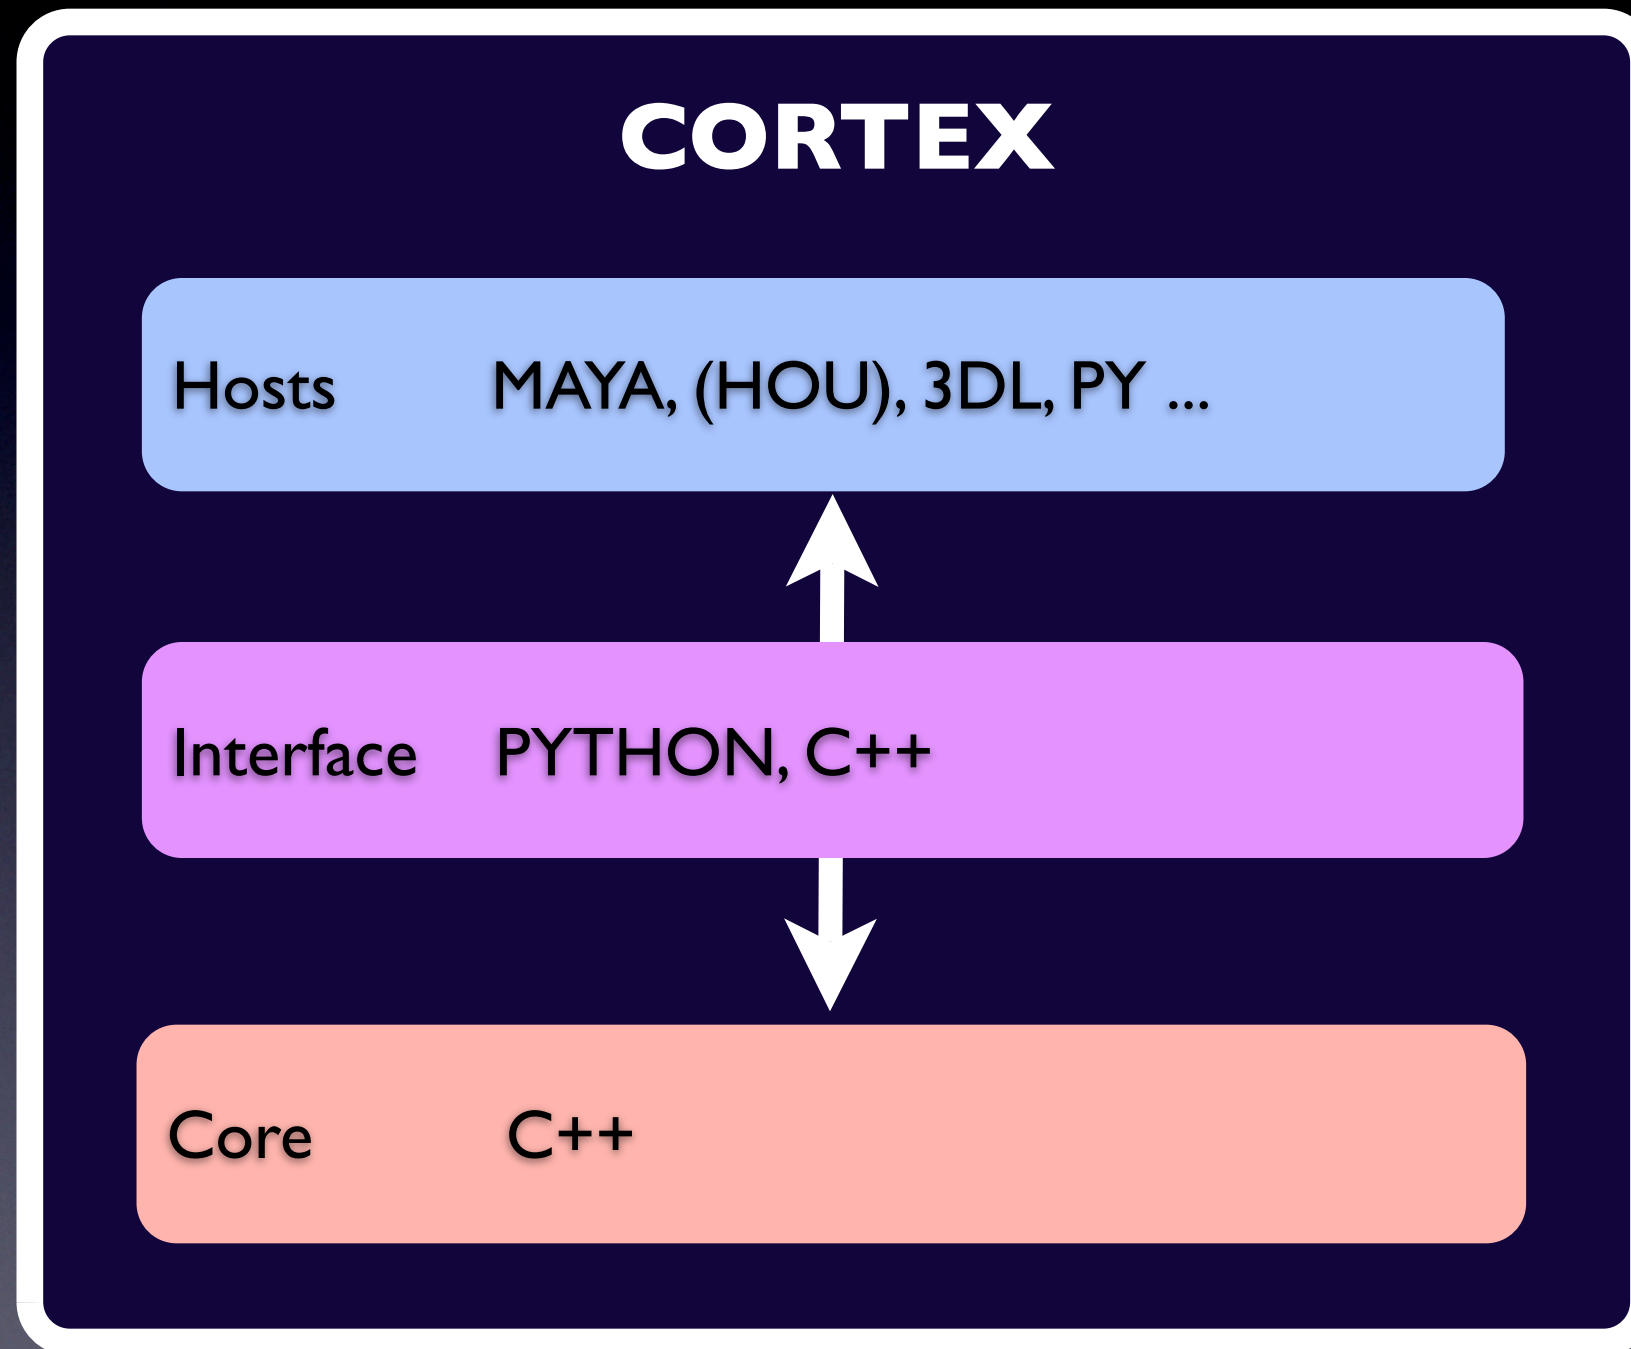 CORTEX
Hosts MAYA, (HOU), 3DL, PY ...
Interface PYTHON, C++
Core C++